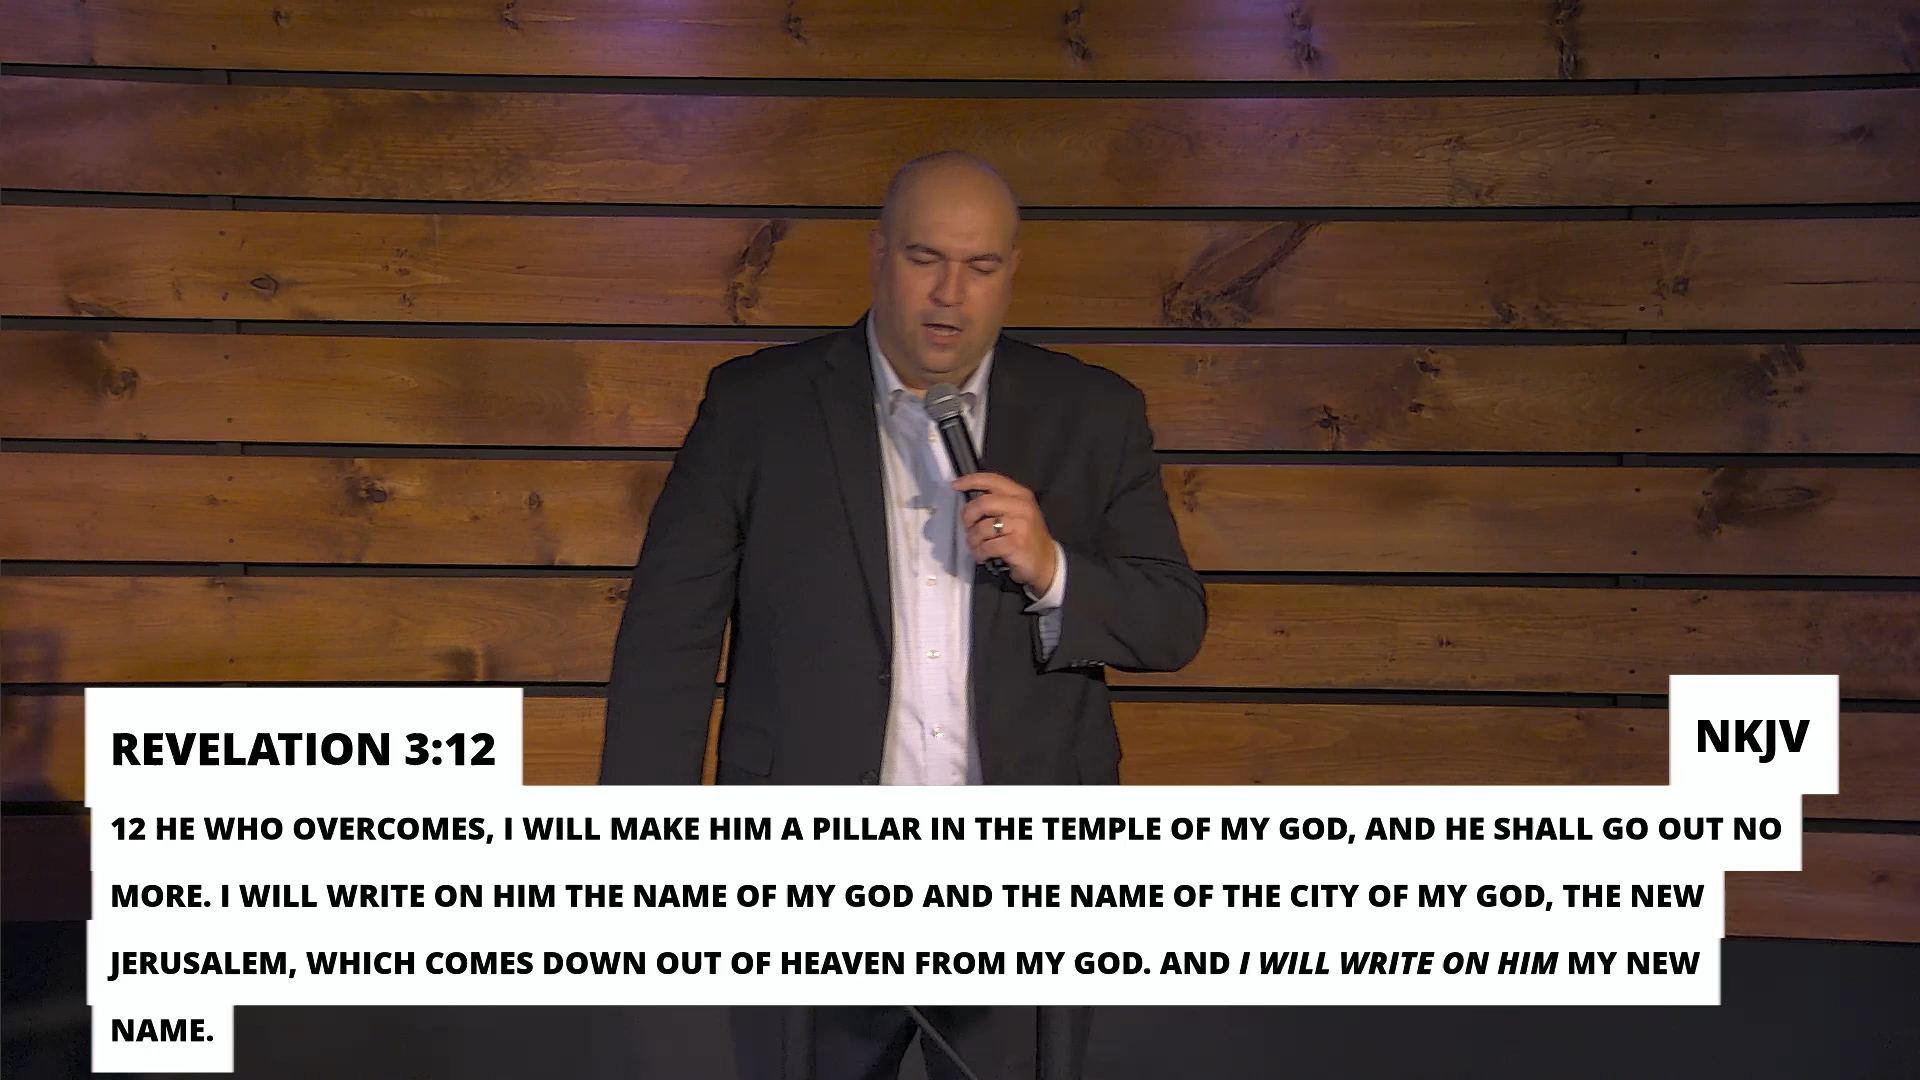 REVELATION 3:12
NKJV
12 HE WHO OVERCOMES, I WILL MAKE HIM A PILLAR IN THE TEMPLE OF MY GOD, AND HE SHALL GO OUT NO
MORE. I WILL WRITE ON HIM THE NAME OF MY GOD AND THE NAME OF THE CITY OF MY GOD, THE NEW
JERUSALEM, WHICH COMES DOWN OUT OF HEAVEN FROM MY GOD. AND I WILL WRITE ON HIM MY NEW
NAME.